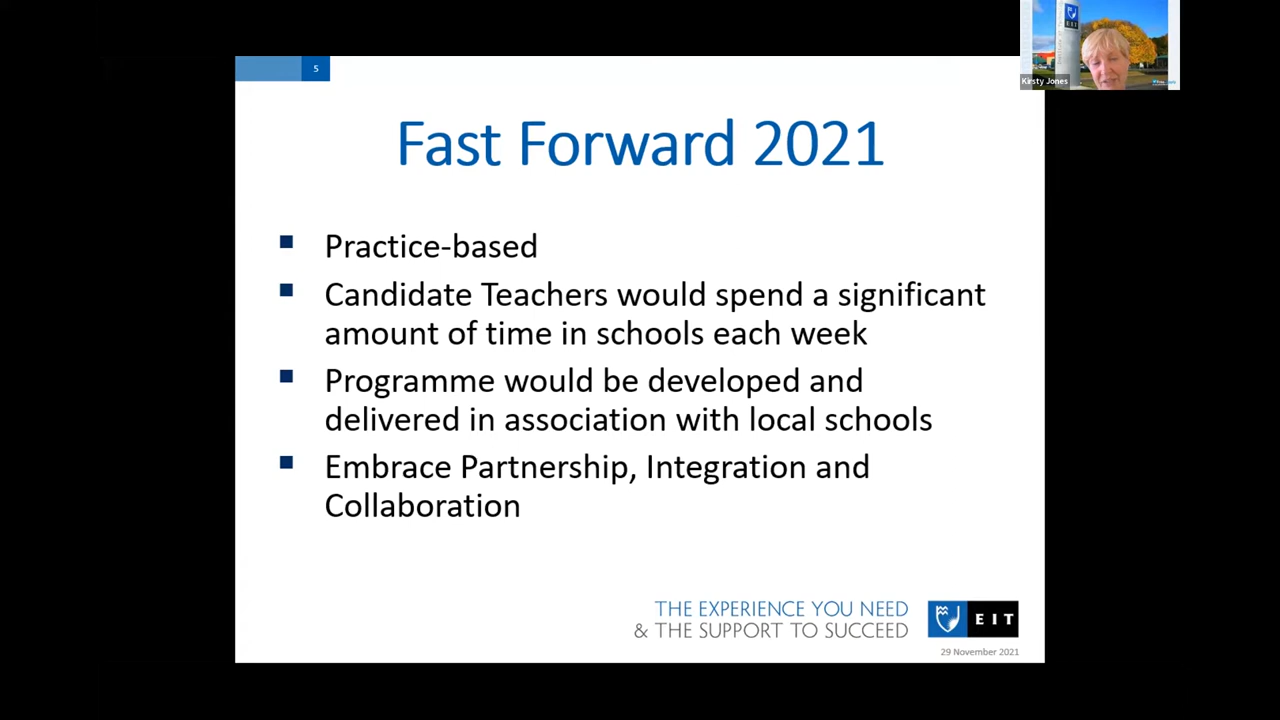 5
EIT
Kirsty Jones
Fast Forward 2021
Practice-based
Candidate Teachers would spend a significant
amount of time in schools each week
Programme would be developed and
delivered in association with local schools
Embrace Partnership, Integration and
Collaboration
THE EXPERIENCE YOU NEED
& THE SUPPORT TO SUCCEED
EIT
29 November 2021